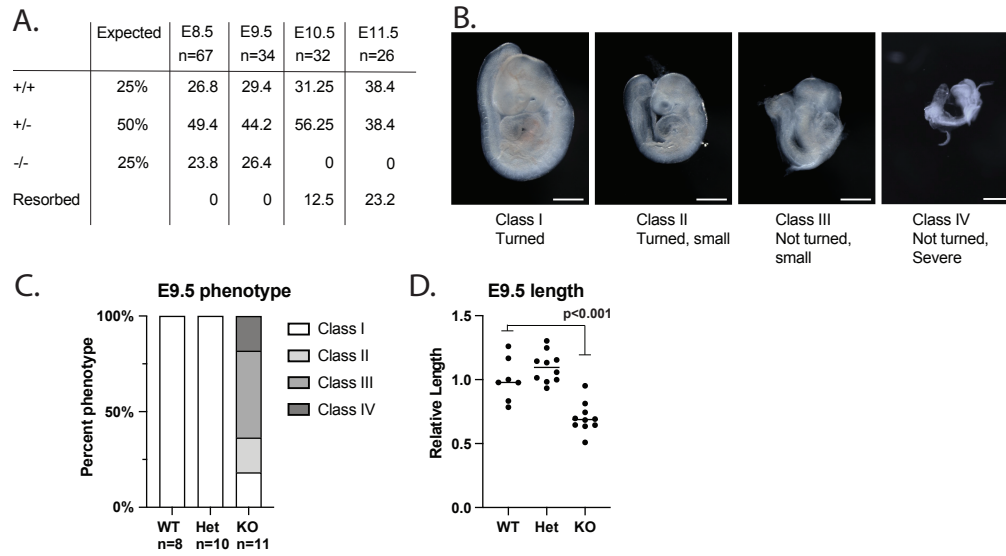 A.
Expected E8.5 E9.5 E10.5 E11.5
n=67 n=34 n=32 n=26
+/+ 25% 26.8 29.4 31.25 38.4
+/- 50% 49.4 44.2 56.25 38.4
-/- 25% 23.8 26.4 0 0
Resorbed 0 0 12.5 23.2
B.
Class I
Turned
Class II
Turned, small
Class III
Not turned,
small
Class IV
Not turned,
Severe
C.
E9.5 phenotype
Percent phenotype
100%
50%
0%
WT Het KO
n=8 n=10 n=11
Class I
Class II
Class III
Class IV
D.
E9.5 length
p<0.001
Relative Length
1.5
1.0
0.5
0.0
WT Het KO